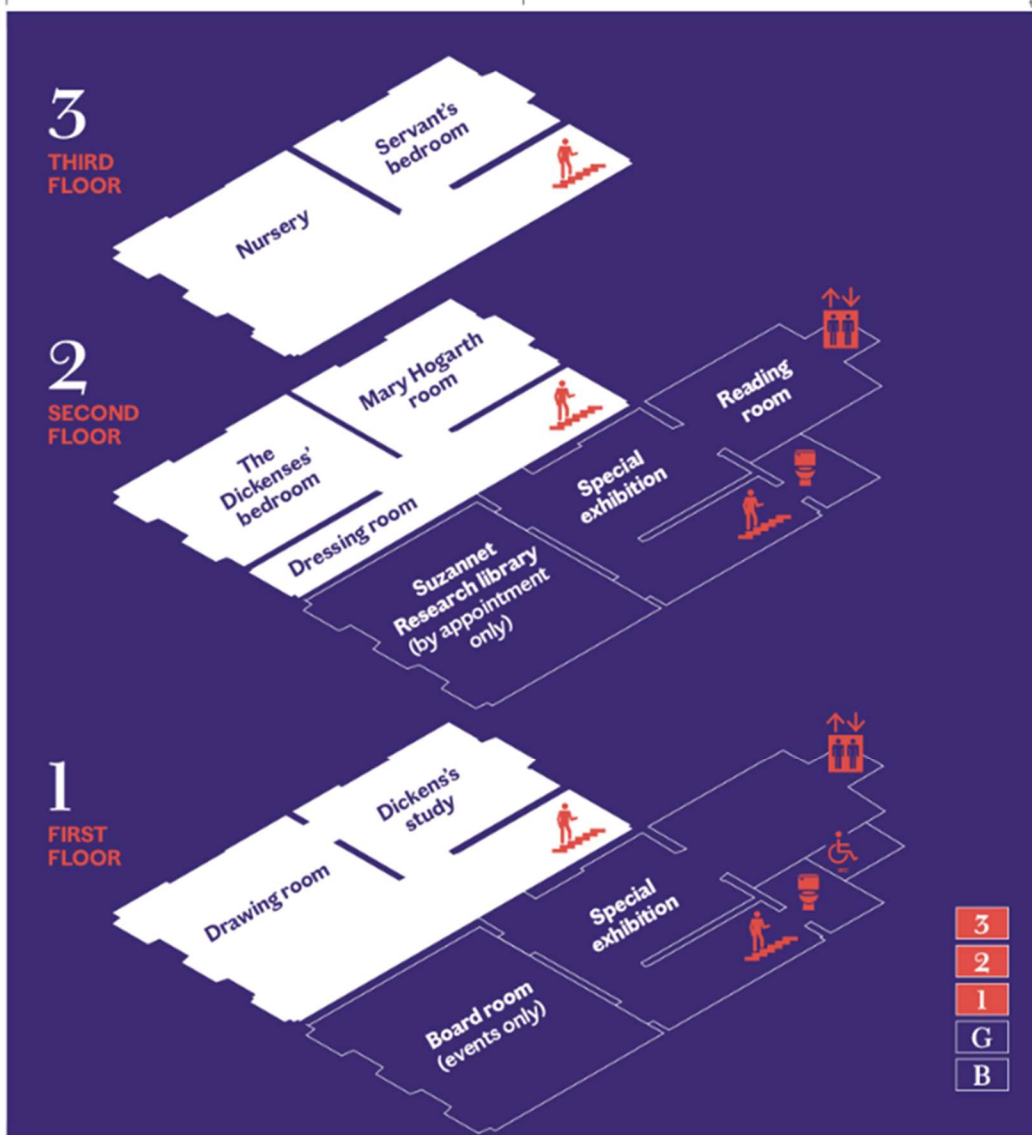 3
THIRD
FLOOR
Servant's
bedroom
Nursery
2
SECOND
FLOOR
Mary Hogarth
room
The
Dickenses'
bedroom
Dressing room
Reading
room
Special
exhibition
Suzannet
Research library
(by appointment
only)
1
FIRST
FLOOR
Dickens's
study
Drawing room
Special
exhibition
Board room
(events only)
3
2
1
G
B